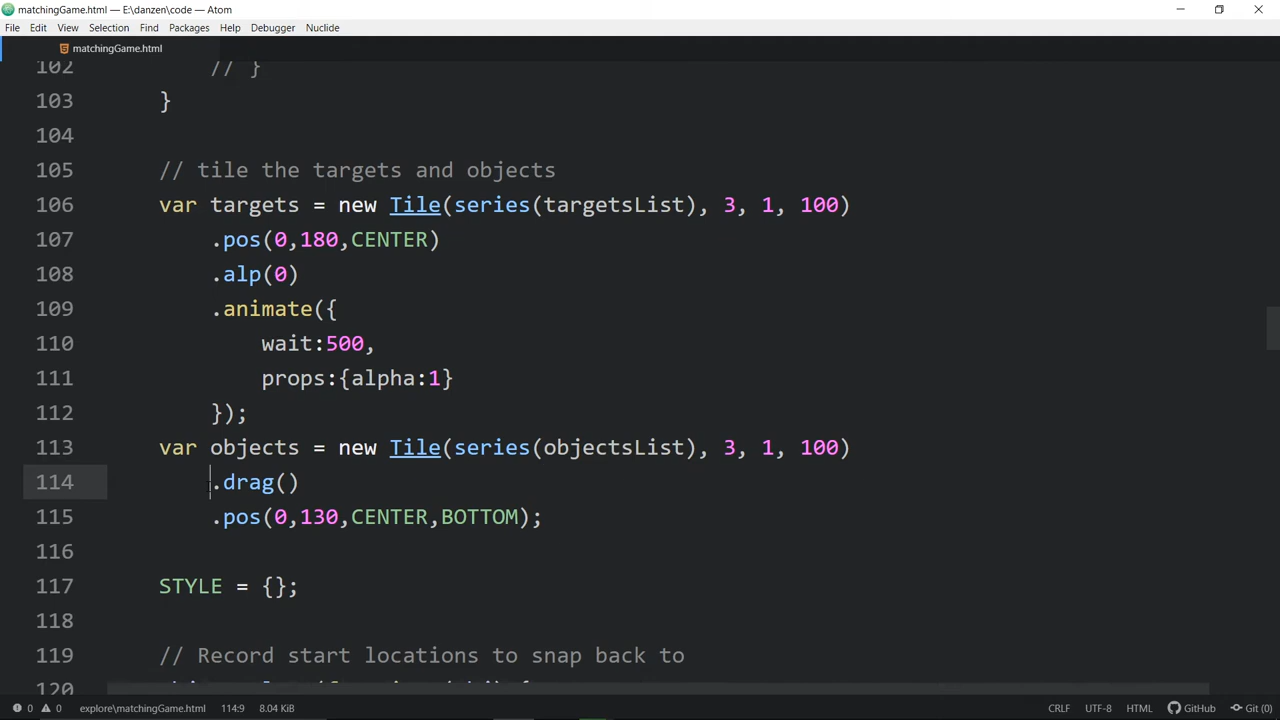 matchingGame.html — E:\danzen\code — Atom
File Edit View Selection Find Packages Help Debugger Nuclide
matchingGame.html
102 // }
103 }
104
105 // tile the targets and objects
106 var targets = new Tile(series(targetsList), 3, 1, 100)
107 .pos(0,180,CENTER)
108 .alp(0)
109 .animate({
110 wait:500,
111 props:{alpha:1}
112 });
113 var objects = new Tile(series(objectsList), 3, 1, 100)
114 .drag()
115 .pos(0,130,CENTER,BOTTOM);
116
117 STYLE = {};
118
119 // Record start locations to snap back to
120
0 0 explore\matchingGame.html 114:9 8.04 KiB CRLF UTF-8 HTML GitHub Git (0)